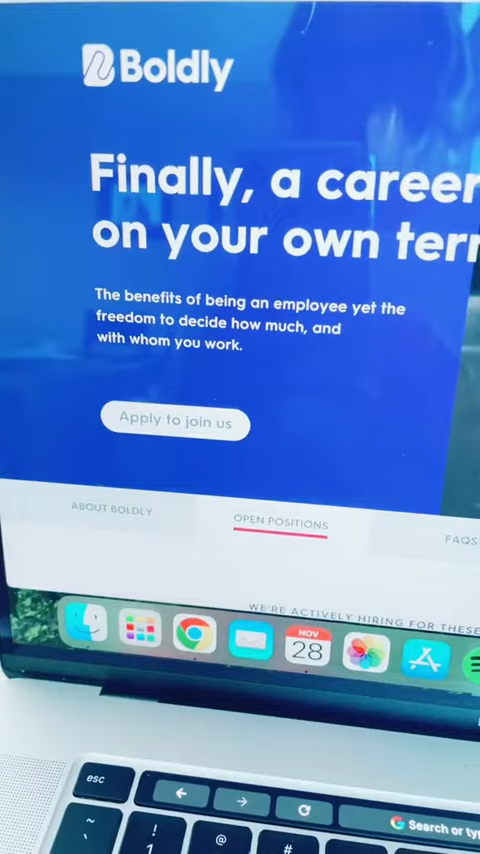 Boldly
Finally, a career
on your own
The benefits of being an employee yet the
freedom to decide how much, and
with whom you work.
Apply to join us
ABOUT BOLDLY
OPEN POSITIONS
FAQS
WE'RE ACTIVELY HIRING FOR THESE
NOV
28
esc
G Search or
~
`
!
1
@
#